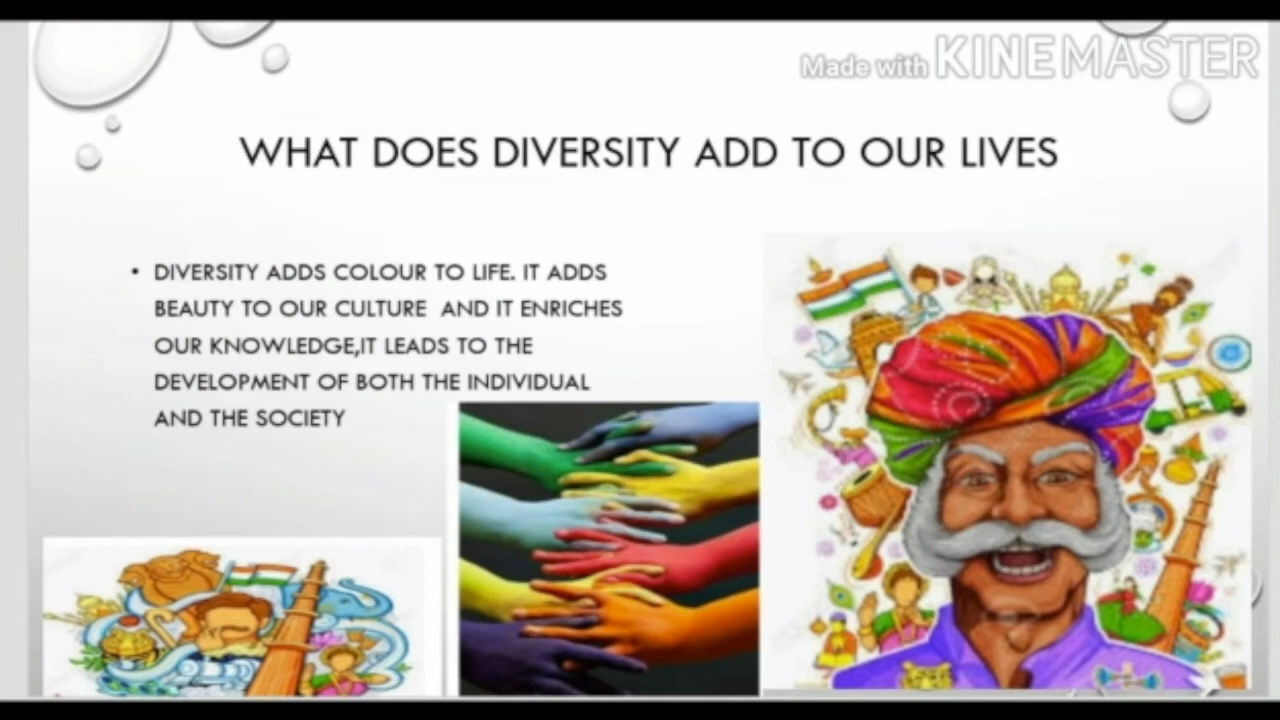 Made with KINEMASTER
WHAT DOES DIVERSITY ADD TO OUR LIVES
• DIVERSITY ADDS COLOUR TO LIFE. IT ADDS
BEAUTY TO OUR CULTURE AND IT ENRICHES
OUR KNOWLEDGE,IT LEADS TO THE
DEVELOPMENT OF BOTH THE INDIVIDUAL
AND THE SOCIETY